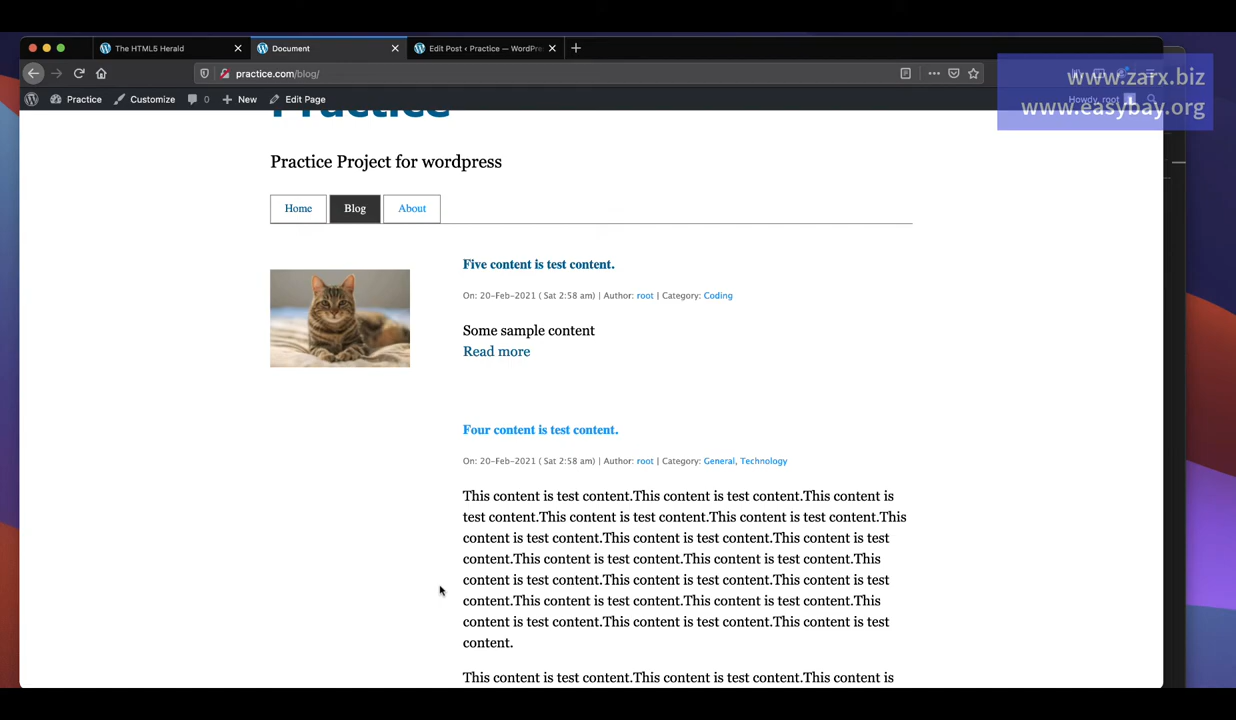 The HTML5 Herald
Document
Edit Post ‹ Practice — WordPre
practice.com/blog/
www.zarx.biz
www.easybay.org
Practice
Customize
0
New
Edit Page
Howdy, root
Practice
Practice Project for wordpress
Home
Blog
About
Five content is test content.
On: 20-Feb-2021 ( Sat 2:58 am) | Author: root | Category: Coding
Some sample content
Read more
Four content is test content.
On: 20-Feb-2021 ( Sat 2:58 am) | Author: root | Category: General, Technology
This content is test content.This content is test content.This content is
test content.This content is test content.This content is test content.This
content is test content.This content is test content.This content is test
content.This content is test content.This content is test content.This
content is test content.This content is test content.This content is test
content.This content is test content.This content is test content.This
content is test content.This content is test content.This content is test
content.
This content is test content.This content is test content.This content is